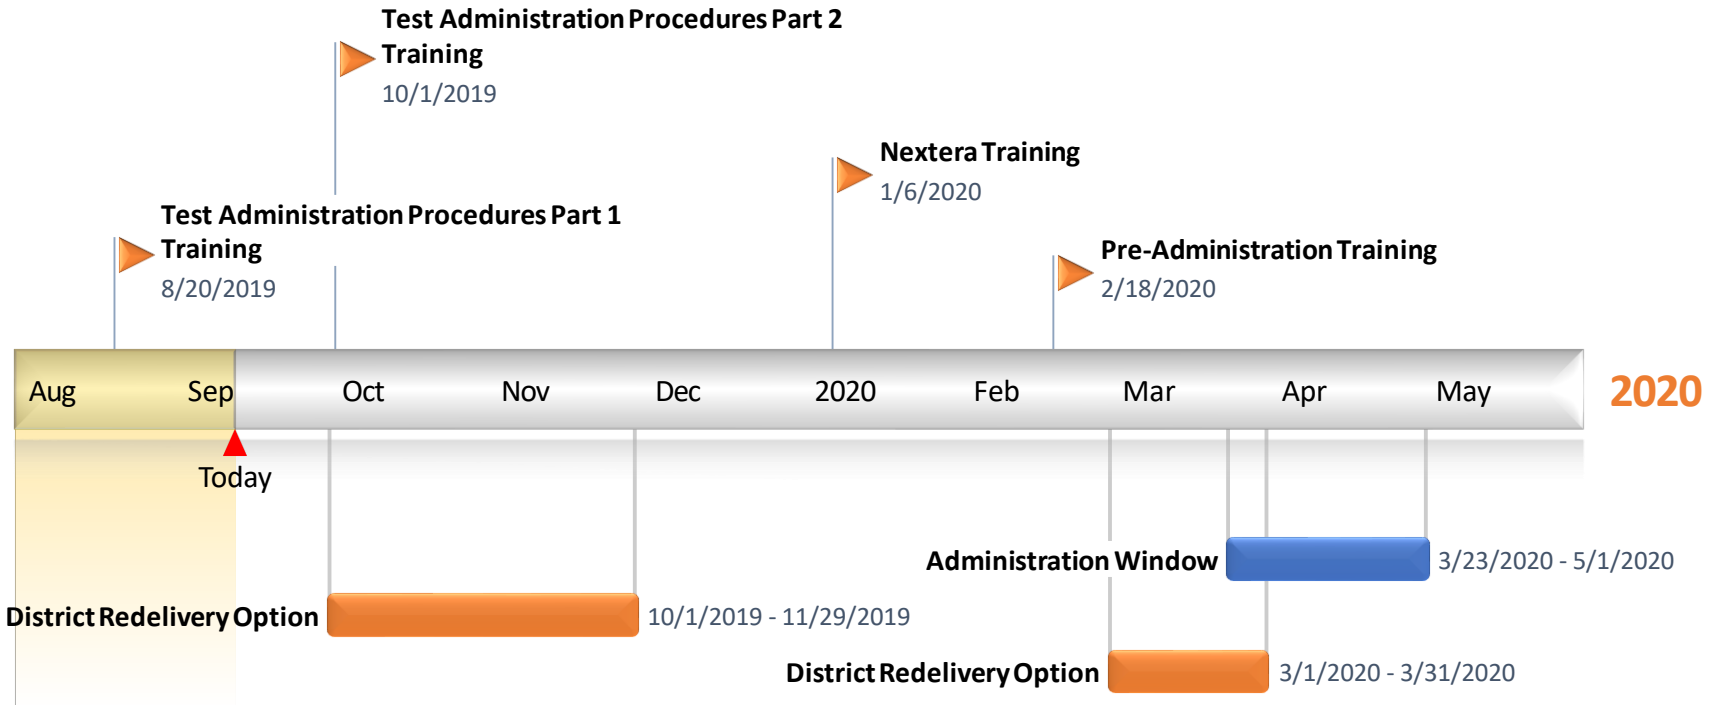 Test Administration Procedures Part 2
Training
10/1/2019
Nextera Training
1/6/2020
Test Administration Procedures Part 1
Training
8/20/2019
Pre-Administration Training
2/18/2020
Aug Sep Oct Nov Dec 2020 Feb Mar Apr May 2020
Today
Administration Window 3/23/2020 - 5/1/2020
District Redelivery Option 10/1/2019 - 11/29/2019
District Redelivery Option 3/1/2020 - 3/31/2020